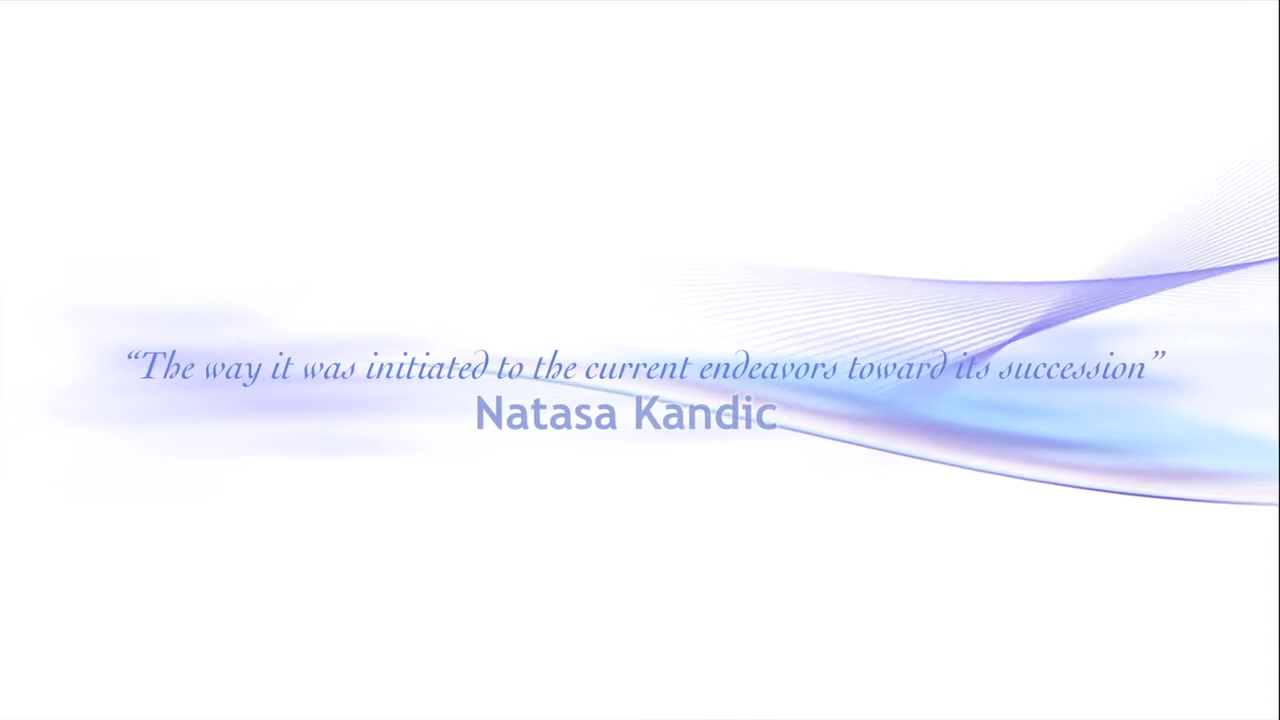 “The way it was initiated to the current endeavors toward its succession”
Natasa Kandic